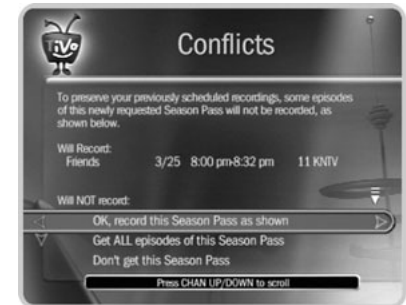 TiVo
Conflicts
To preserve your previously scheduled recordings, some episodes
of this newly requested Season Pass will not be recorded, as
shown below.
Will Record:
Friends 3/25 8:00 pm-8:32 pm 11 KNTV
Will NOT record:
OK, record this Season Pass as shown
Get ALL episodes of this Season Pass
Don't get this Season Pass
Press CHAN UP/DOWN to scroll